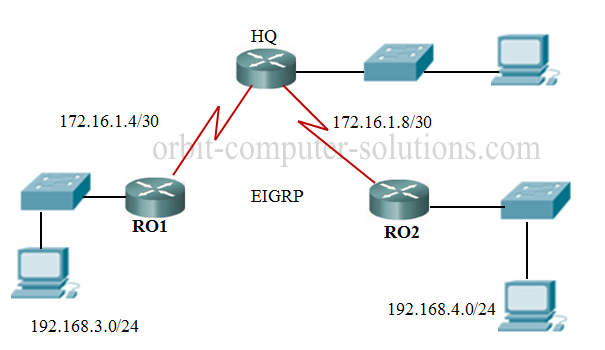 HQ
172.16.1.4/30
172.16.1.8/30
orbit-computer-solutions.com
EIGRP
RO1
RO2
192.168.3.0/24
192.168.4.0/24